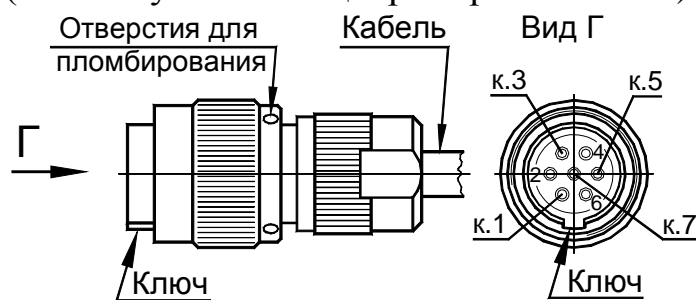 Отверстия для
пломбирования
Кабель
Вид Г
Г
к.3
к.5
4
2
6
к.1
к.7
Ключ
Ключ